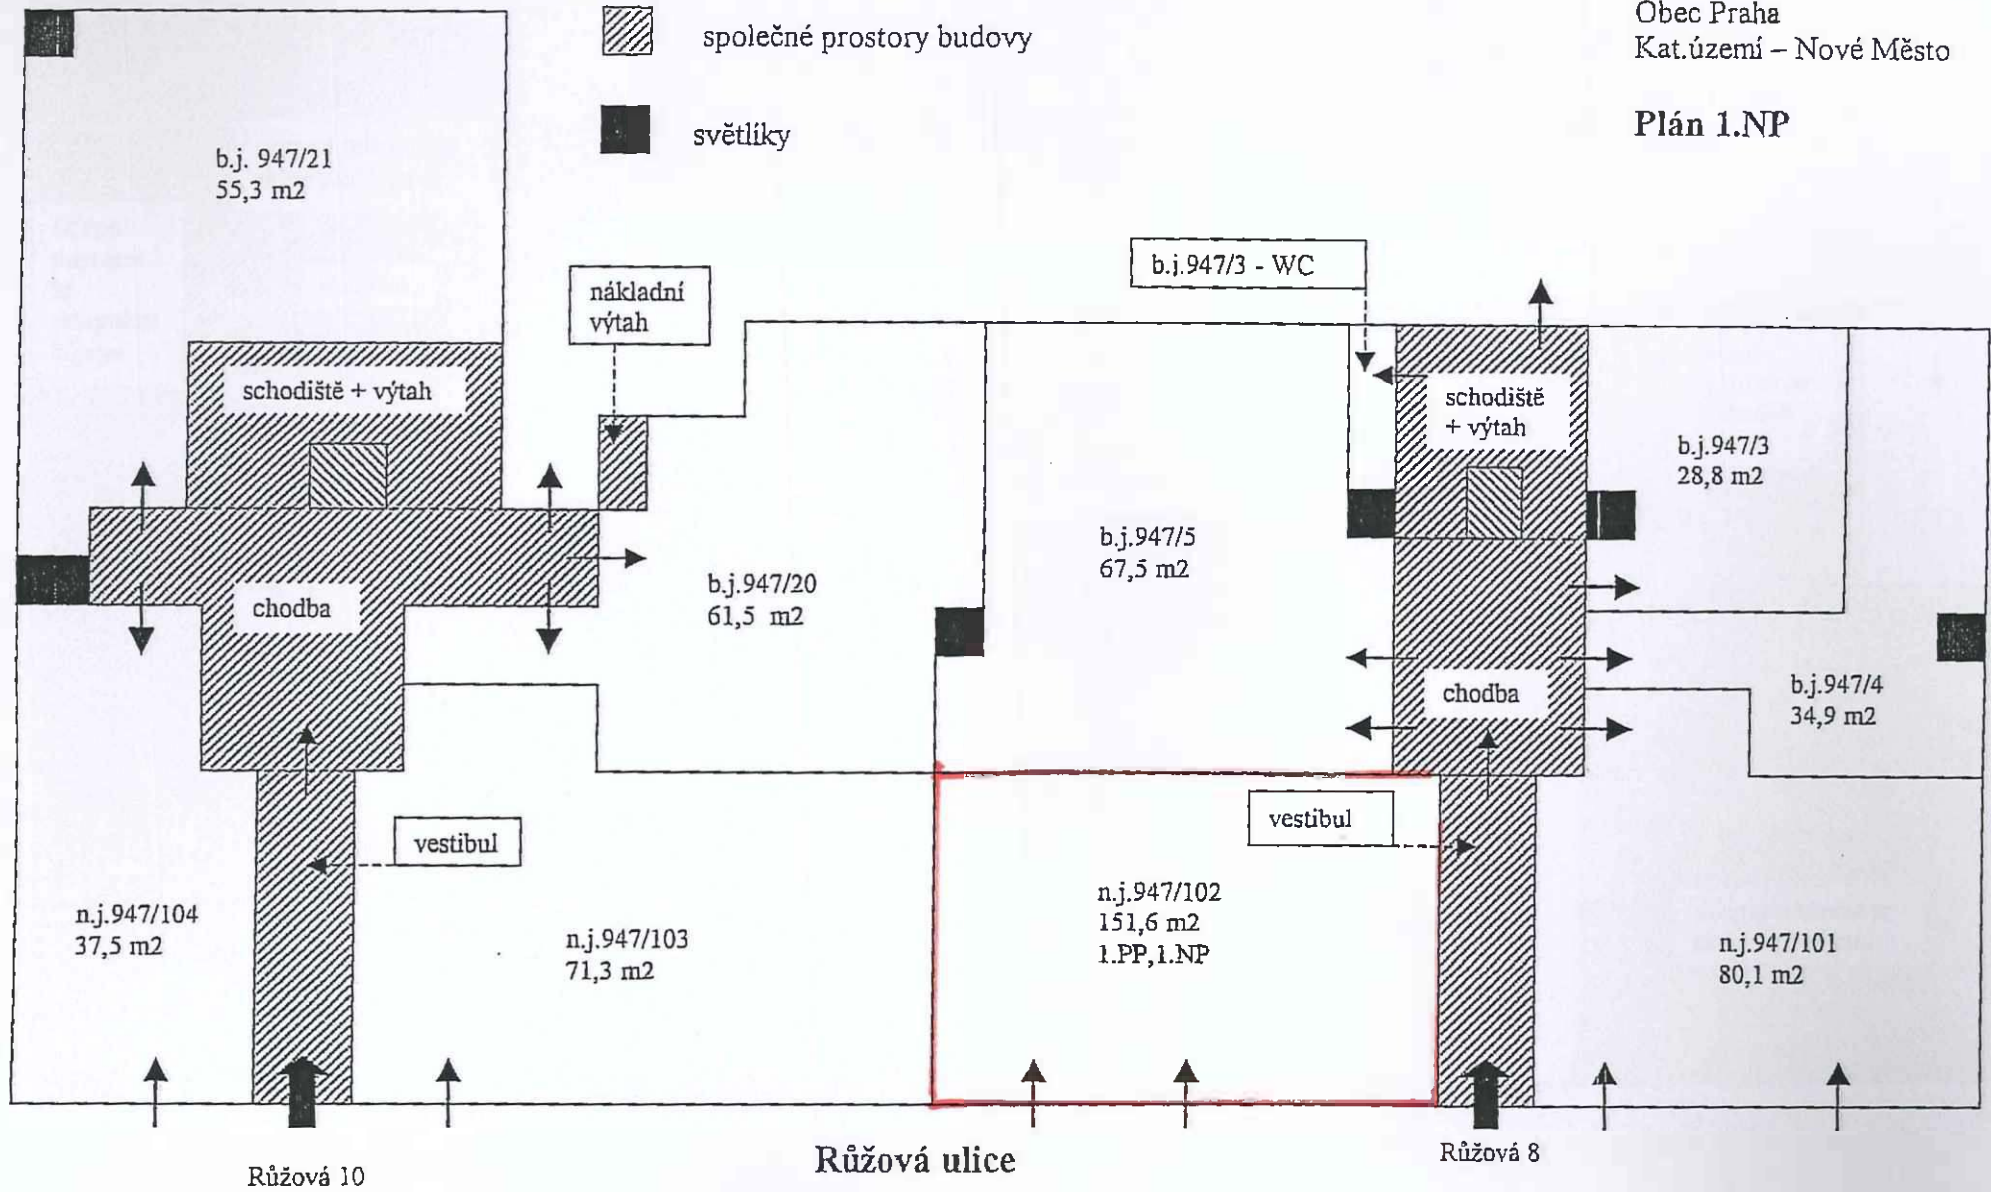 společné prostory budovy
světlíky
Obec Praha
Kat.území – Nové Město
Plán 1.NP
b.j. 947/21
55,3 m2
nákladní
výtah
b.j.947/3 - WC
schodiště + výtah
schodiště
+ výtah
b.j.947/3
28,8 m2
b.j.947/5
67,5 m2
b.j.947/20
61,5 m2
chodba
chodba
b.j.947/4
34,9 m2
vestibul
vestibul
n.j.947/104
37,5 m2
n.j.947/103
71,3 m2
n.j.947/102
151,6 m2
1.PP,1.NP
n.j.947/101
80,1 m2
Růžová 10
Růžová ulice
Růžová 8